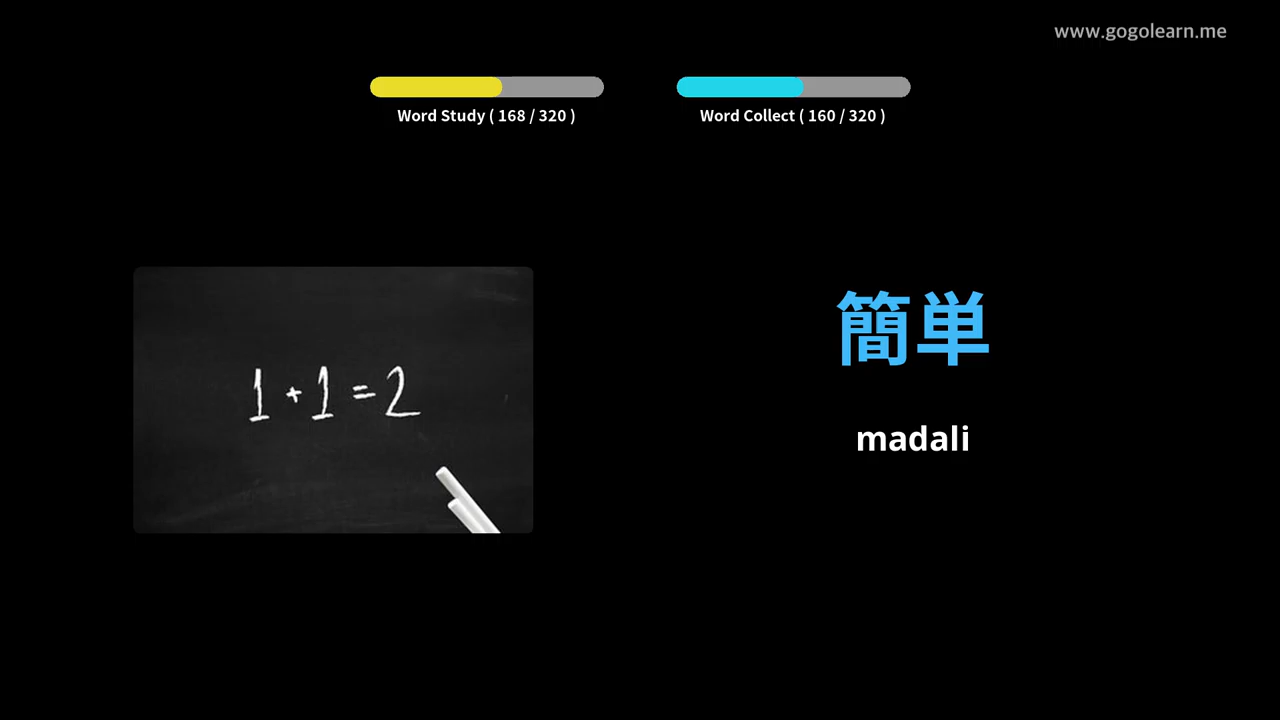 www.gogolearn.me
Word Study ( 168 / 320 )
Word Collect ( 160 / 320 )
1 + 1 = 2
簡単
madali